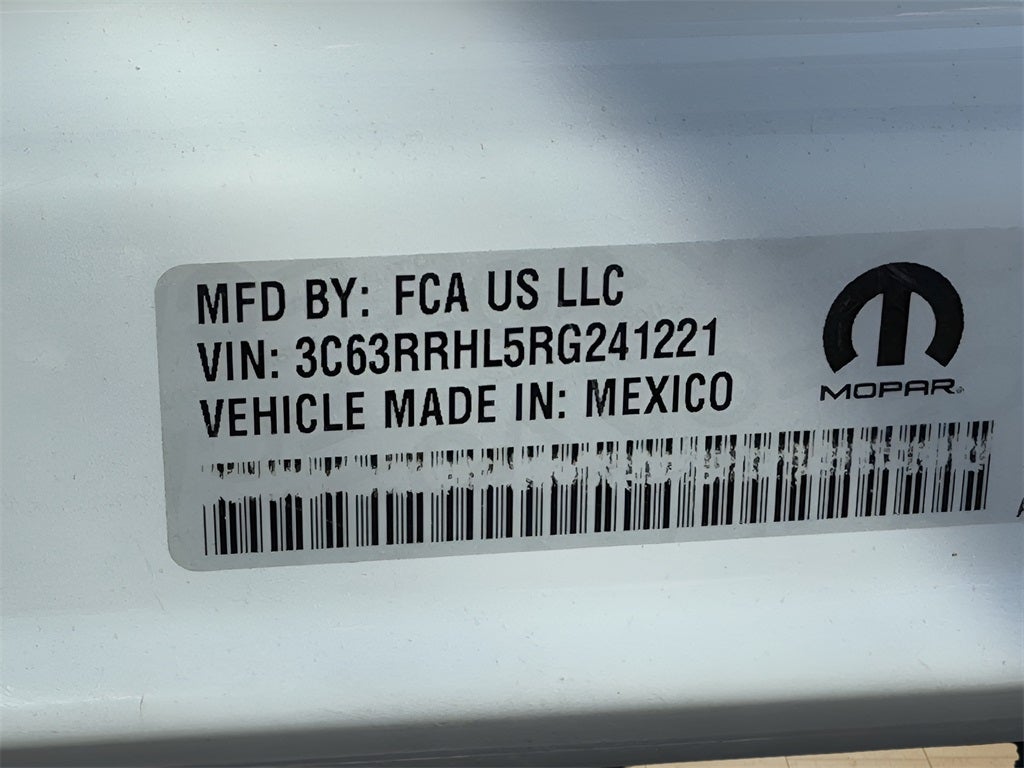 MFD BY: FCA US LLC
VIN: 3C63RRHL5RG241221
VEHICLE MADE IN: MEXICO
MOPAR